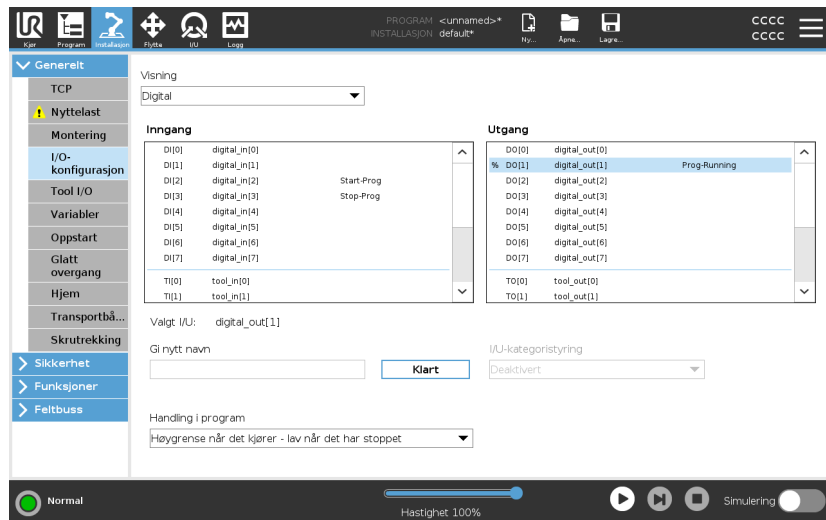 UR
PROGRAM <unnamed>*
INSTALLASJON default*
cccc
cccc
Kjør Program Installasjon Flytte I/U Logg Ny... Åpne... Lagre...
Generelt
TCP
Nyttelast
Montering
I/O-
konfigurasjon
Tool I/O
Variabler
Oppstart
Glatt
overgang
Hjem
Transportbå...
Skrutrekking
Sikkerhet
Funksjoner
Feltbuss
Visning
Digital
Inngang
DI[0] digital_in[0]
DI[1] digital_in[1]
DI[2] digital_in[2] Start-Prog
DI[3] digital_in[3] Stop-Prog
DI[4] digital_in[4]
DI[5] digital_in[5]
DI[6] digital_in[6]
DI[7] digital_in[7]
TI[0] tool_in[0]
TI[1] tool_in[1]
Utgang
DO[0] digital_out[0]
% DO[1] digital_out[1] Prog-Running
DO[2] digital_out[2]
DO[3] digital_out[3]
DO[4] digital_out[4]
DO[5] digital_out[5]
DO[6] digital_out[6]
DO[7] digital_out[7]
TO[0] tool_out[0]
TO[1] tool_out[1]
Valgt I/U: digital_out[1]
Gi nytt navn
Klart
I/U-kategoristyring
Deaktivert
Handling i program
Høygrense når det kjører - lav når det har stoppet
Normal
Hastighet 100%
Simulering